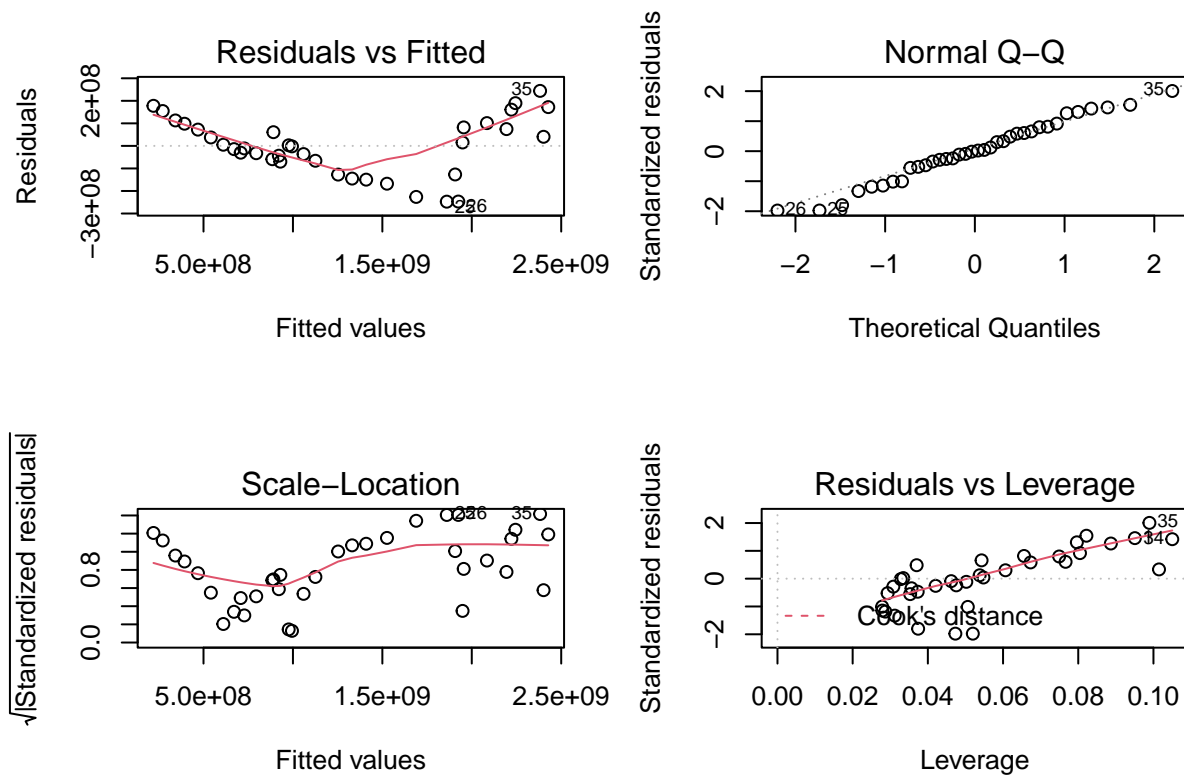 Residuals vs Fitted
Residuals
−3e+08
2e+08
35
25
26
5.0e+08
1.5e+09
2.5e+09
Fitted values
Normal Q−Q
Standardized residuals
−2
0
2
35
26
25
−2
−1
0
1
2
Theoretical Quantiles
Scale−Location
√|Standardized residuals|
0.0
0.8
25
26
35
5.0e+08
1.5e+09
2.5e+09
Fitted values
Residuals vs Leverage
Standardized residuals
−2
0
2
35
34
Cook's distance
0.00
0.02
0.04
0.06
0.08
0.10
Leverage